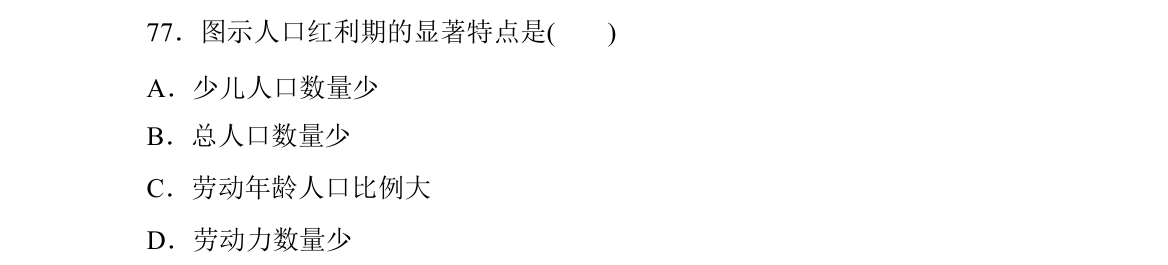 77．图示人口红利期的显著特点是(　　)
A．少儿人口数量少
B．总人口数量少
C．劳动年龄人口比例大
D．劳动力数量少